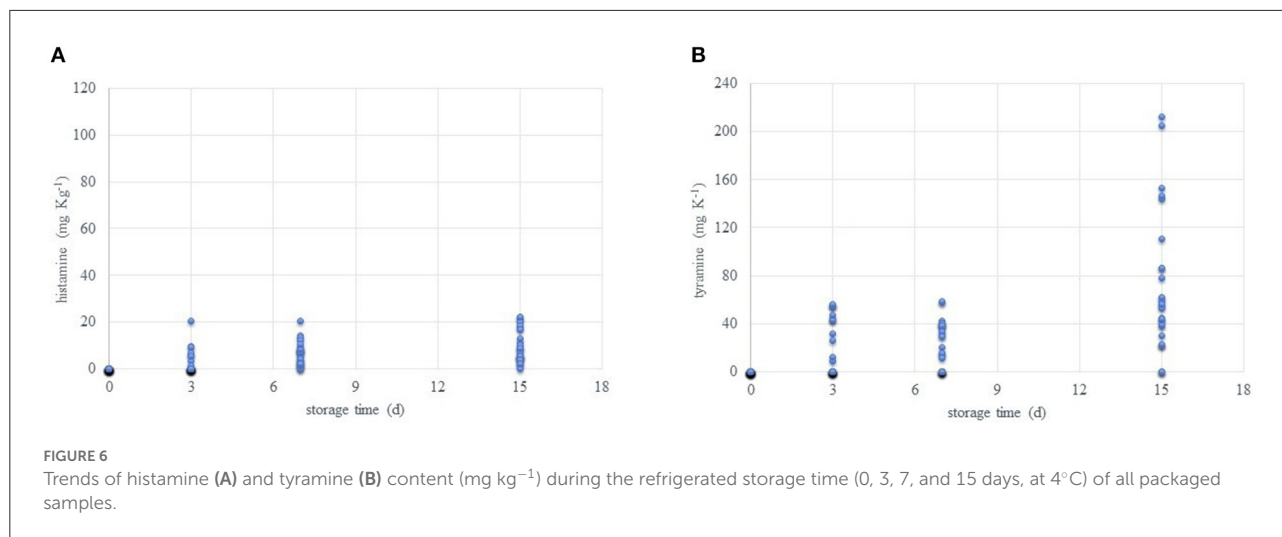 A
histamine (mg Kg⁻¹)
120
100
80
60
40
20
0
0 3 6 9 12 15 18
storage time (d)
B
tyramine (mg K⁻¹)
240
200
160
120
80
40
0
0 3 6 9 12 15 18
storage time (d)
FIGURE 6
Trends of histamine (A) and tyramine (B) content (mg kg⁻¹) during the refrigerated storage time (0, 3, 7, and 15 days, at 4°C) of all packaged
samples.